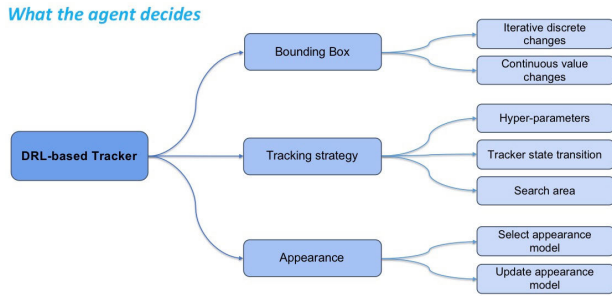 What the agent decides
DRL-based Tracker
Bounding Box
Iterative discrete
changes
Continuous value
changes
Tracking strategy
Hyper-parameters
Tracker state transition
Search area
Appearance
Select appearance
model
Update appearance
model